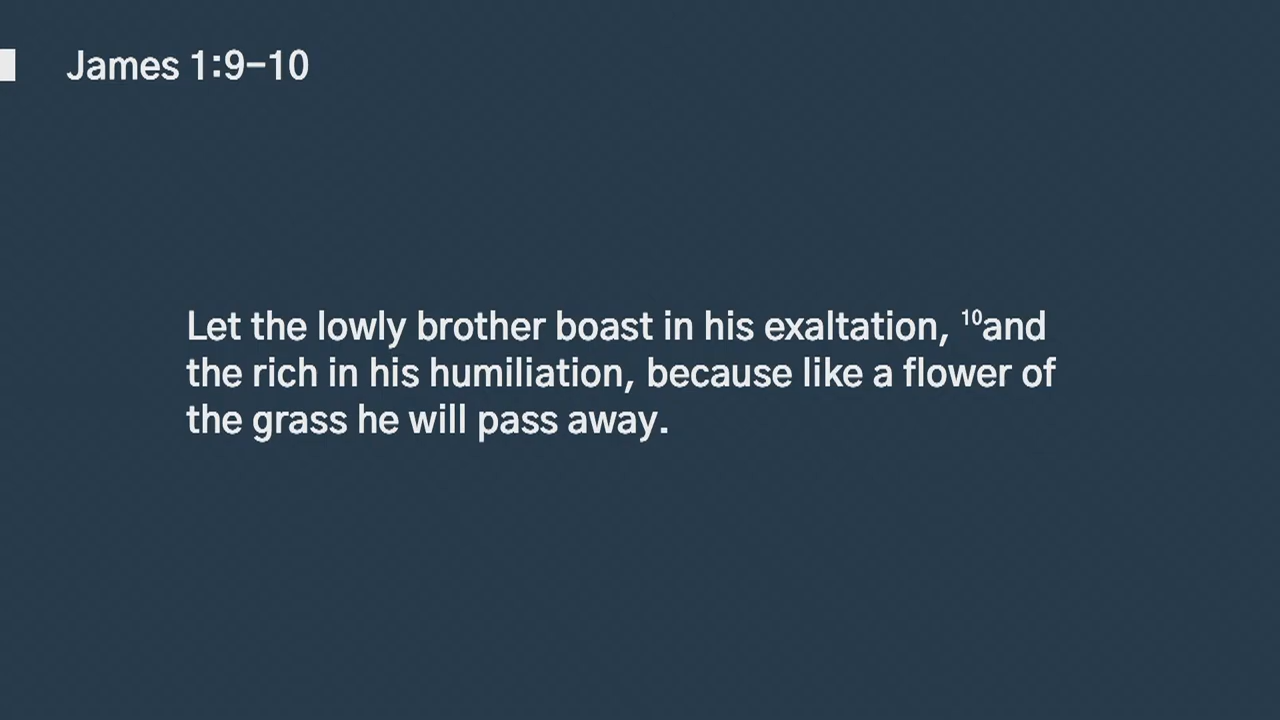 James 1:9–10
Let the lowly brother boast in his exaltation, ¹⁰and
the rich in his humiliation, because like a flower of
the grass he will pass away.